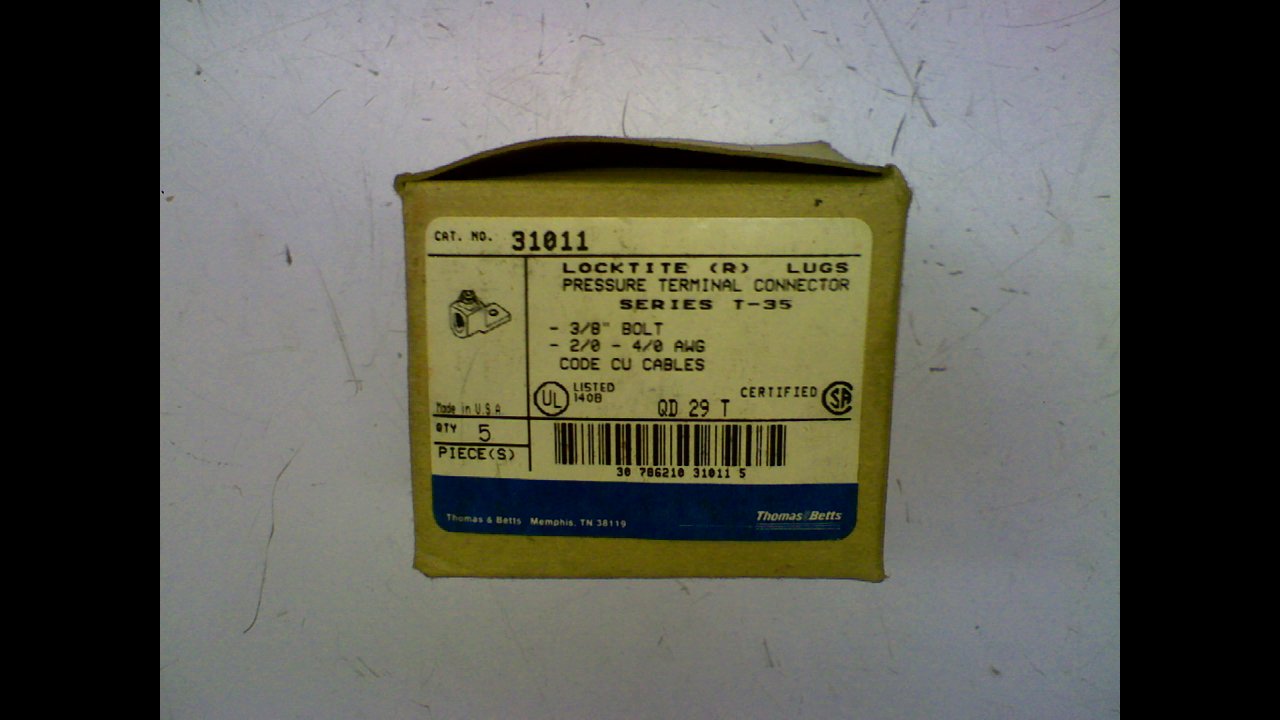 CAT. NO. 31011
LOCKTITE (R) LUGS
PRESSURE TERMINAL CONNECTOR
SERIES T-35
- 3/8" BOLT
- 2/0 - 4/0 AWG
CODE CU CABLES
UL LISTED 140B
QD 29 T
CERTIFIED SA
Made in U.S.A
QTY 5
PIECE(S)
30 786210 31011 5
Thomas & Betts Memphis, TN 38119
Thomas&Betts